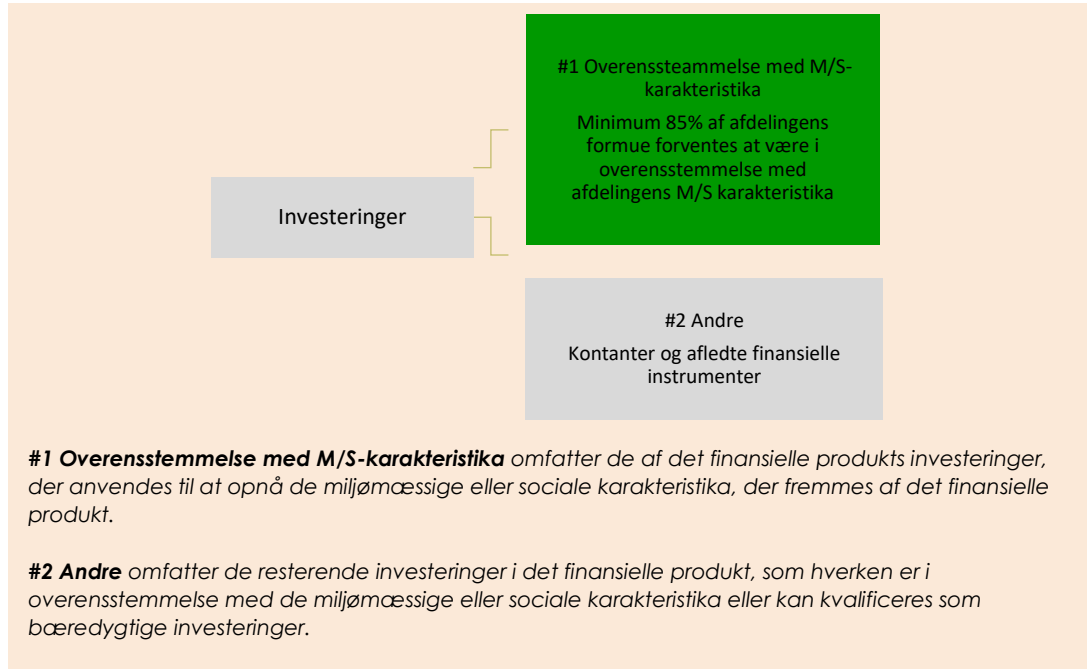 #1 Overenssteammelse med M/S-
karakteristika
Minimum 85% af afdelingens
formue forventes at være i
overensstemmelse med
afdelingens M/S karakteristika
Investeringer
#2 Andre
Kontanter og afledte finansielle
instrumenter
#1 Overensstemmelse med M/S-karakteristika omfatter de af det finansielle produkts investeringer,
der anvendes til at opnå de miljømæssige eller sociale karakteristika, der fremmes af det finansielle
produkt.
#2 Andre omfatter de resterende investeringer i det finansielle produkt, som hverken er i
overensstemmelse med de miljømæssige eller sociale karakteristika eller kan kvalificeres som
bæredygtige investeringer.